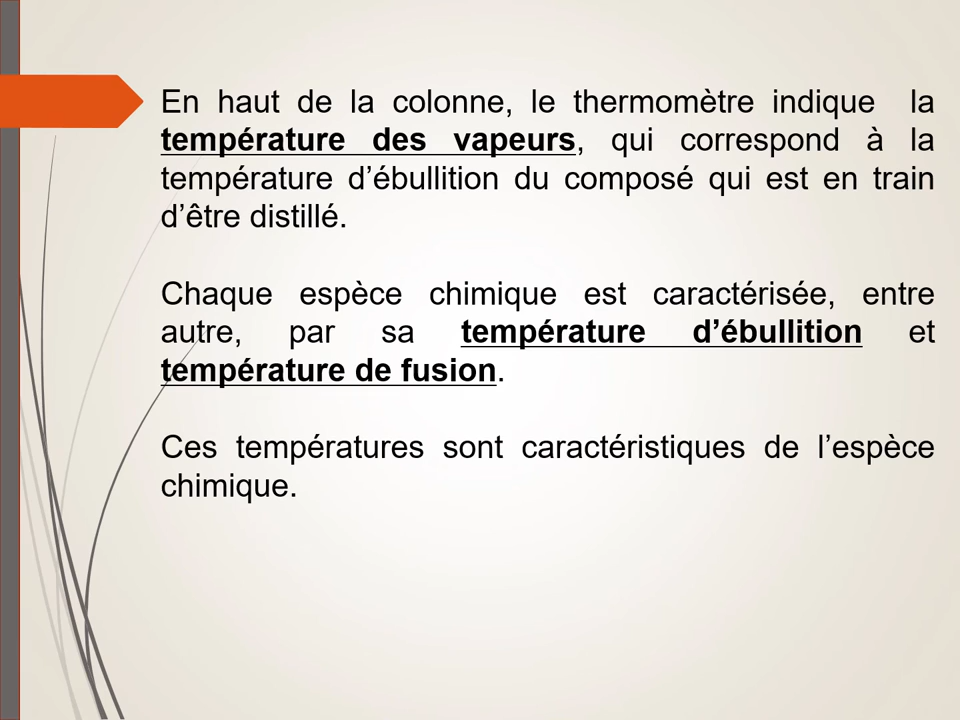 En haut de la colonne, le thermomètre indique la
température des vapeurs, qui correspond à la
température d’ébullition du composé qui est en train
d’être distillé.
Chaque espèce chimique est caractérisée, entre
autre, par sa température d’ébullition et
température de fusion.
Ces températures sont caractéristiques de l’espèce
chimique.